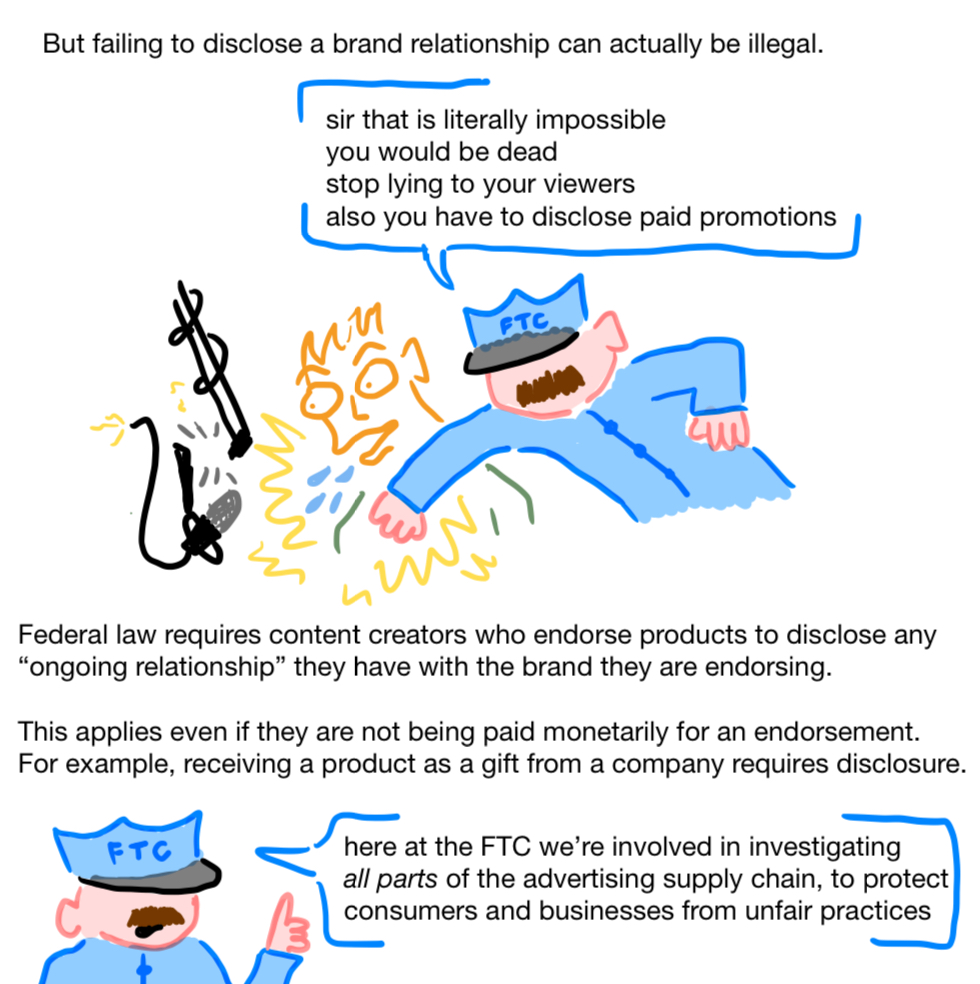 But failing to disclose a brand relationship can actually be illegal.
sir that is literally impossible
you would be dead
stop lying to your viewers
also you have to disclose paid promotions
FTC
Federal law requires content creators who endorse products to disclose any
“ongoing relationship” they have with the brand they are endorsing.
This applies even if they are not being paid monetarily for an endorsement.
For example, receiving a product as a gift from a company requires disclosure.
FTC
here at the FTC we’re involved in investigating
all parts of the advertising supply chain, to protect
consumers and businesses from unfair practices